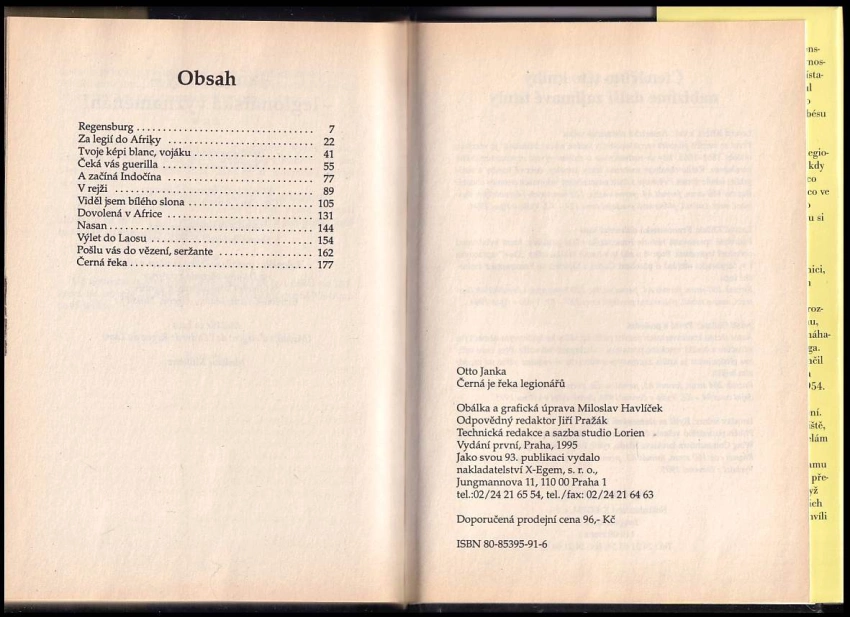 Obsah
Regensburg 7
Za legií do Afriky 22
Tvoje képi blanc, vojáku 41
Čeká vás guerilla 55
A začíná Indočína 77
V rejži 89
Viděl jsem bílého slona 105
Dovolená v Africe 131
Nasan 144
Výlet do Laosu 154
Pošlu vás do vězení, seržante 162
Černá řeka 177
Otto Janka
Černá je řeka legionářů
Obálka a grafická úprava Miloslav Havlíček
Odpovědný redaktor Jiří Pražák
Technická redakce a sazba studio Lorien
Vydání první, Praha, 1995
Jako svou 93. publikaci vydalo
nakladatelství X-Egem, s. r. o.,
Jungmannova 11, 110 00 Praha 1
tel.:02/24 21 65 54, tel./fax: 02/24 21 64 63
Doporučená prodejní cena 96,- Kč
ISBN 80-85395-91-6